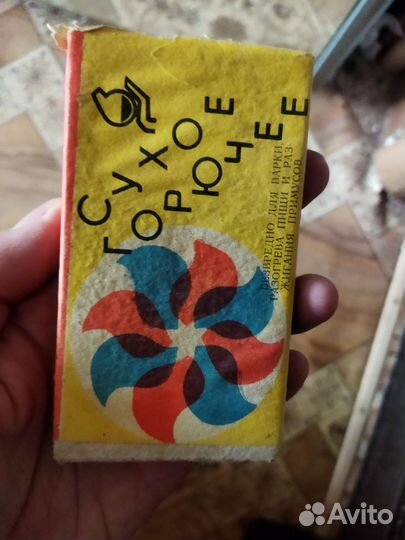 Сухое
горючее
БЕЗВРЕДНО ДЛЯ ВАРКИ,
РАЗОГРЕВА ПИЩИ И РАЗ-
ЖИГАНИЯ ПРИМУСОВ
Avito